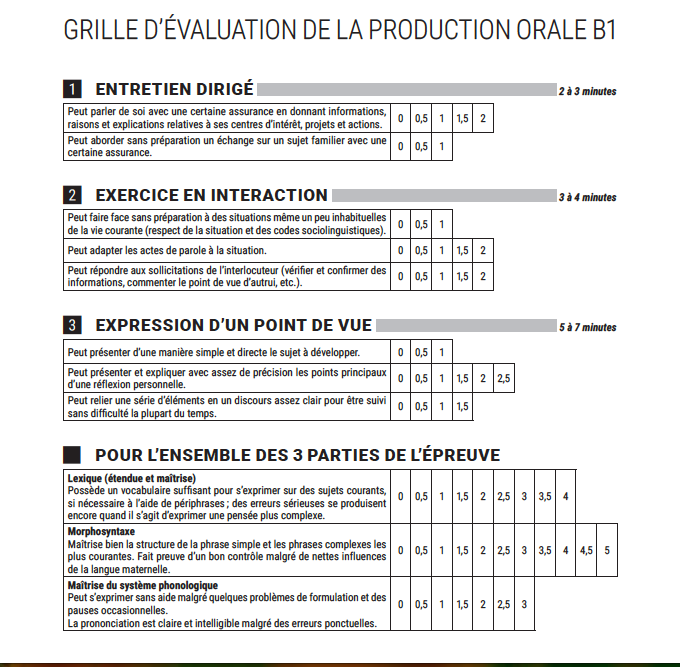 GRILLE D'ÉVALUATION DE LA PRODUCTION ORALE B1
1 ENTRETIEN DIRIGÉ 2 à 3 minutes
Peut parler de soi avec une certaine assurance en donnant informations,
raisons et explications relatives à ses centres d'intérêt, projets et actions.
0 0,5 1 1,5 2
Peut aborder sans préparation un échange sur un sujet familier avec une
certaine assurance.
0 0,5 1
2 EXERCICE EN INTERACTION 3 à 4 minutes
Peut faire face sans préparation à des situations même un peu inhabituelles
de la vie courante (respect de la situation et des codes sociolinguistiques).
0 0,5 1
Peut adapter les actes de parole à la situation.
0 0,5 1 1,5 2
Peut répondre aux sollicitations de l'interlocuteur (vérifier et confirmer des
informations, commenter le point de vue d'autrui, etc.).
0 0,5 1 1,5 2
3 EXPRESSION D'UN POINT DE VUE 5 à 7 minutes
Peut présenter d'une manière simple et directe le sujet à développer.
0 0,5 1
Peut présenter et expliquer avec assez de précision les points principaux
d'une réflexion personnelle.
0 0,5 1 1,5 2 2,5
Peut relier une série d'éléments en un discours assez clair pour être suivi
sans difficulté la plupart du temps.
0 0,5 1 1,5
POUR L'ENSEMBLE DES 3 PARTIES DE L'ÉPREUVE
Lexique (étendue et maîtrise)
Possède un vocabulaire suffisant pour s'exprimer sur des sujets courants,
si nécessaire à l'aide de périphrases ; des erreurs sérieuses se produisent
encore quand il s'agit d'exprimer une pensée plus complexe.
0 0,5 1 1,5 2 2,5 3 3,5 4
Morphosyntaxe
Maîtrise bien la structure de la phrase simple et les phrases complexes les
plus courantes. Fait preuve d'un bon contrôle malgré de nettes influences
de la langue maternelle.
0 0,5 1 1,5 2 2,5 3 3,5 4 4,5 5
Maîtrise du système phonologique
Peut s'exprimer sans aide malgré quelques problèmes de formulation et des
pauses occasionnelles.
La prononciation est claire et intelligible malgré des erreurs ponctuelles.
0 0,5 1 1,5 2 2,5 3